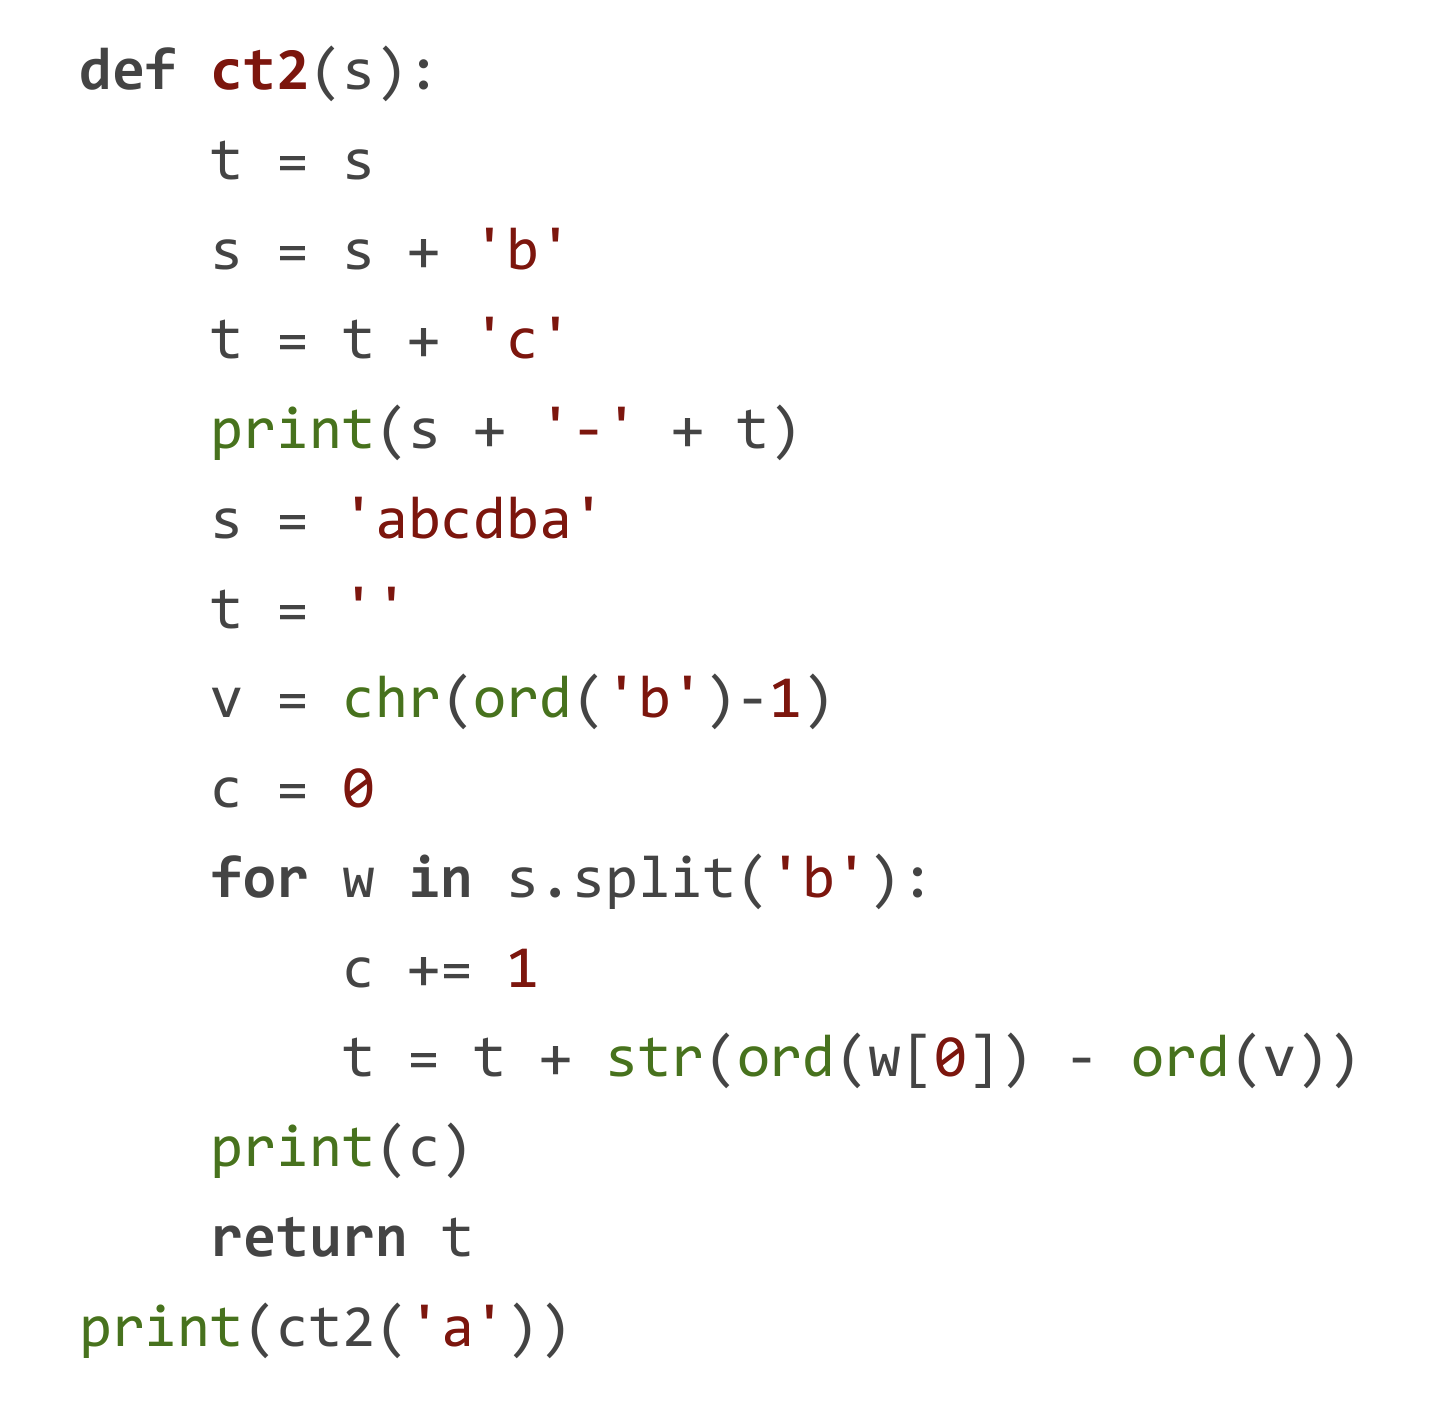 def ct2(s):
    t = s
    s = s + 'b'
    t = t + 'c'
    print(s + '-' + t)
    s = 'abcdba'
    t = ''
    v = chr(ord('b')-1)
    c = 0
    for w in s.split('b'):
        c += 1
        t = t + str(ord(w[0]) - ord(v))
    print(c)
    return t
print(ct2('a'))